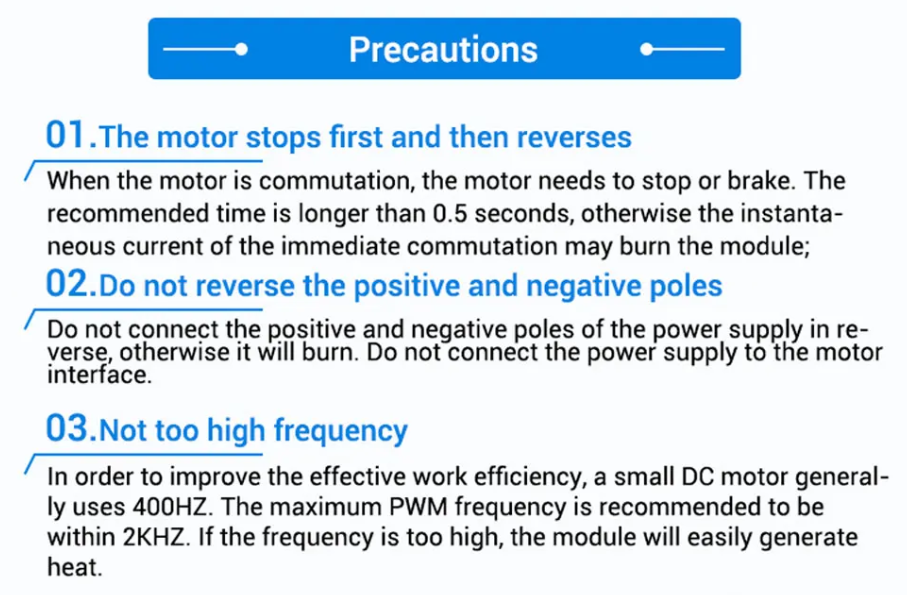 Precautions
01.The motor stops first and then reverses
When the motor is commutation, the motor needs to stop or brake. The
recommended time is longer than 0.5 seconds, otherwise the instanta-
neous current of the immediate commutation may burn the module;
02.Do not reverse the positive and negative poles
Do not connect the positive and negative poles of the power supply in re-
verse, otherwise it will burn. Do not connect the power supply to the motor
interface.
03.Not too high frequency
In order to improve the effective work efficiency, a small DC motor general-
ly uses 400HZ. The maximum PWM frequency is recommended to be
within 2KHZ. If the frequency is too high, the module will easily generate
heat.